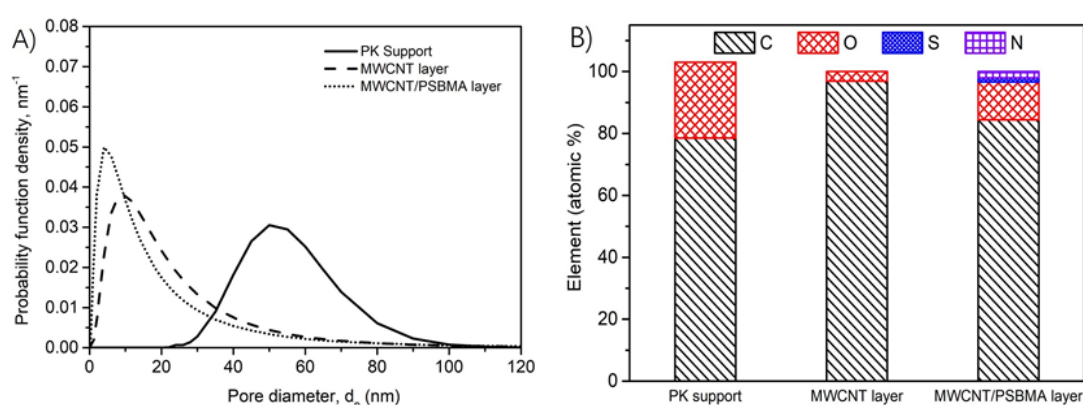 A)
0.08
0.07
0.06
0.05
0.04
0.03
0.02
0.01
0.00
Probability function density, nm⁻¹
PK Support
MWCNT layer
MWCNT/PSBMA layer
0 20 40 60 80 100 120
Pore diameter, dₚ (nm)
B)
C O S N
100
80
60
40
20
0
Element (atomic %)
PK support MWCNT layer MWCNT/PSBMA layer